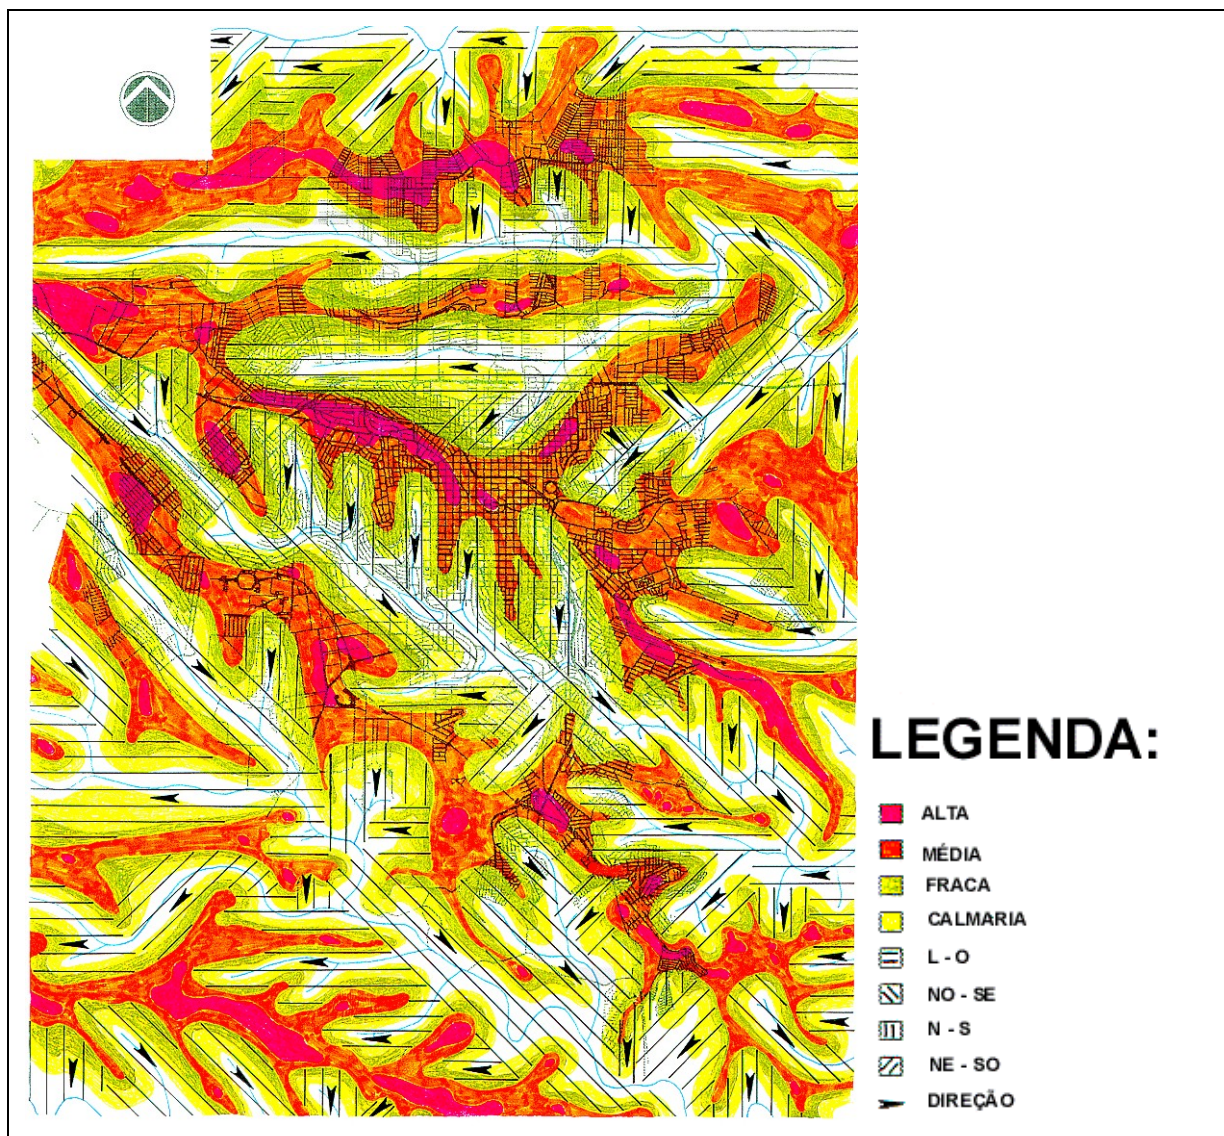 LEGENDA:
ALTA
MÉDIA
FRACA
CALMARIA
L - O
NO - SE
N - S
NE - SO
DIREÇÃO